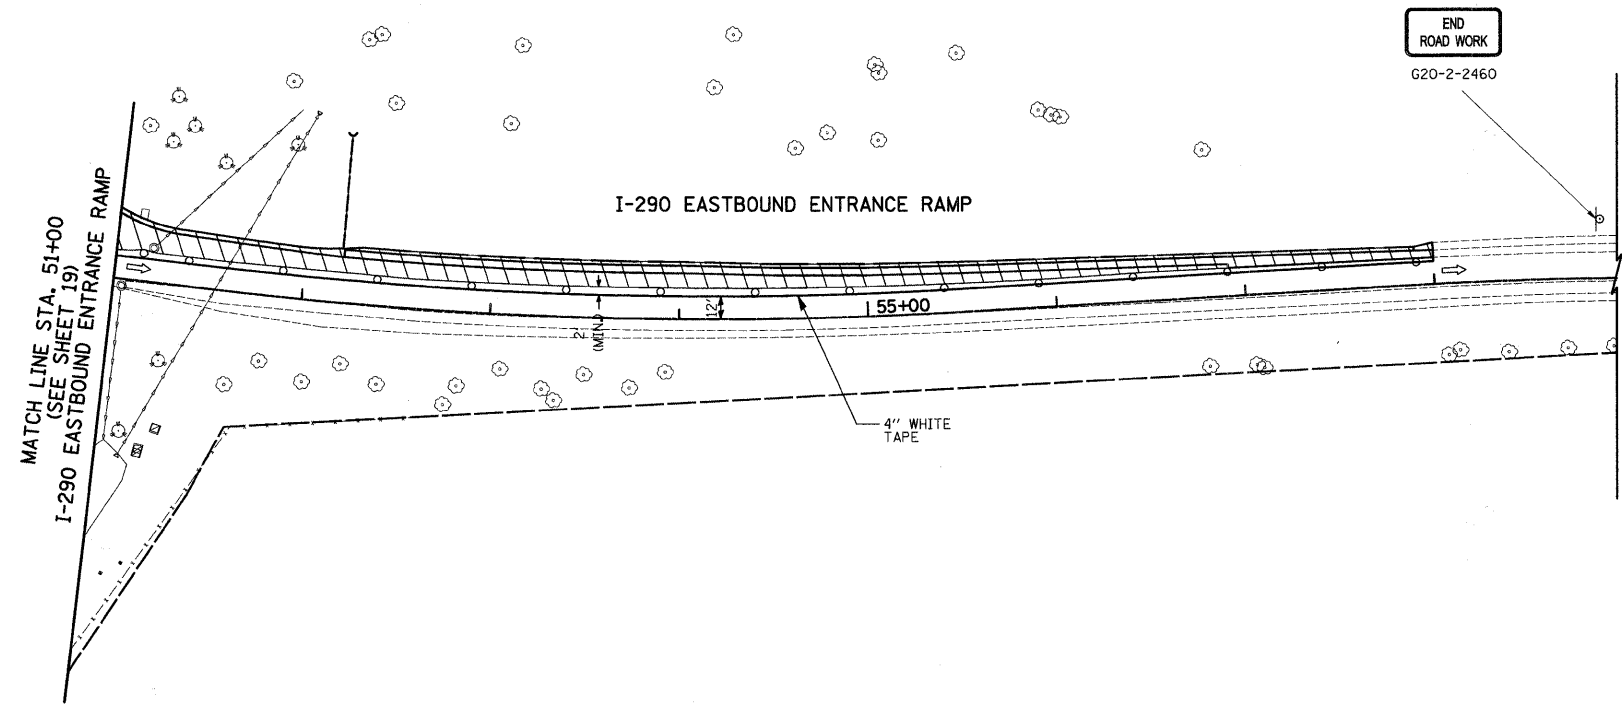 END
ROAD WORK
G20-2-2460
I-290 EASTBOUND ENTRANCE RAMP
MATCH LINE STA. 51+00
(SEE SHEET 19)
I-290 EASTBOUND ENTRANCE RAMP
2'
(MIN.)
12'
55+00
4" WHITE
TAPE